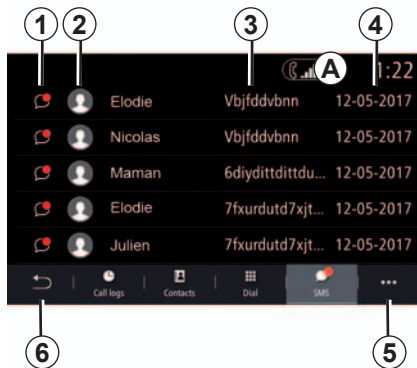 1 2 3 4
A 1:22
Elodie Vbjfddvbnn 12-05-2017
Nicolas Vbjfddvbnn 12-05-2017
Maman 6diydittdittdu... 12-05-2017
Elodie 7fxurdutd7xjt... 12-05-2017
Julien 7fxurdutd7xjt... 12-05-2017
Call logs Contacts Dial SMS ...
6 5